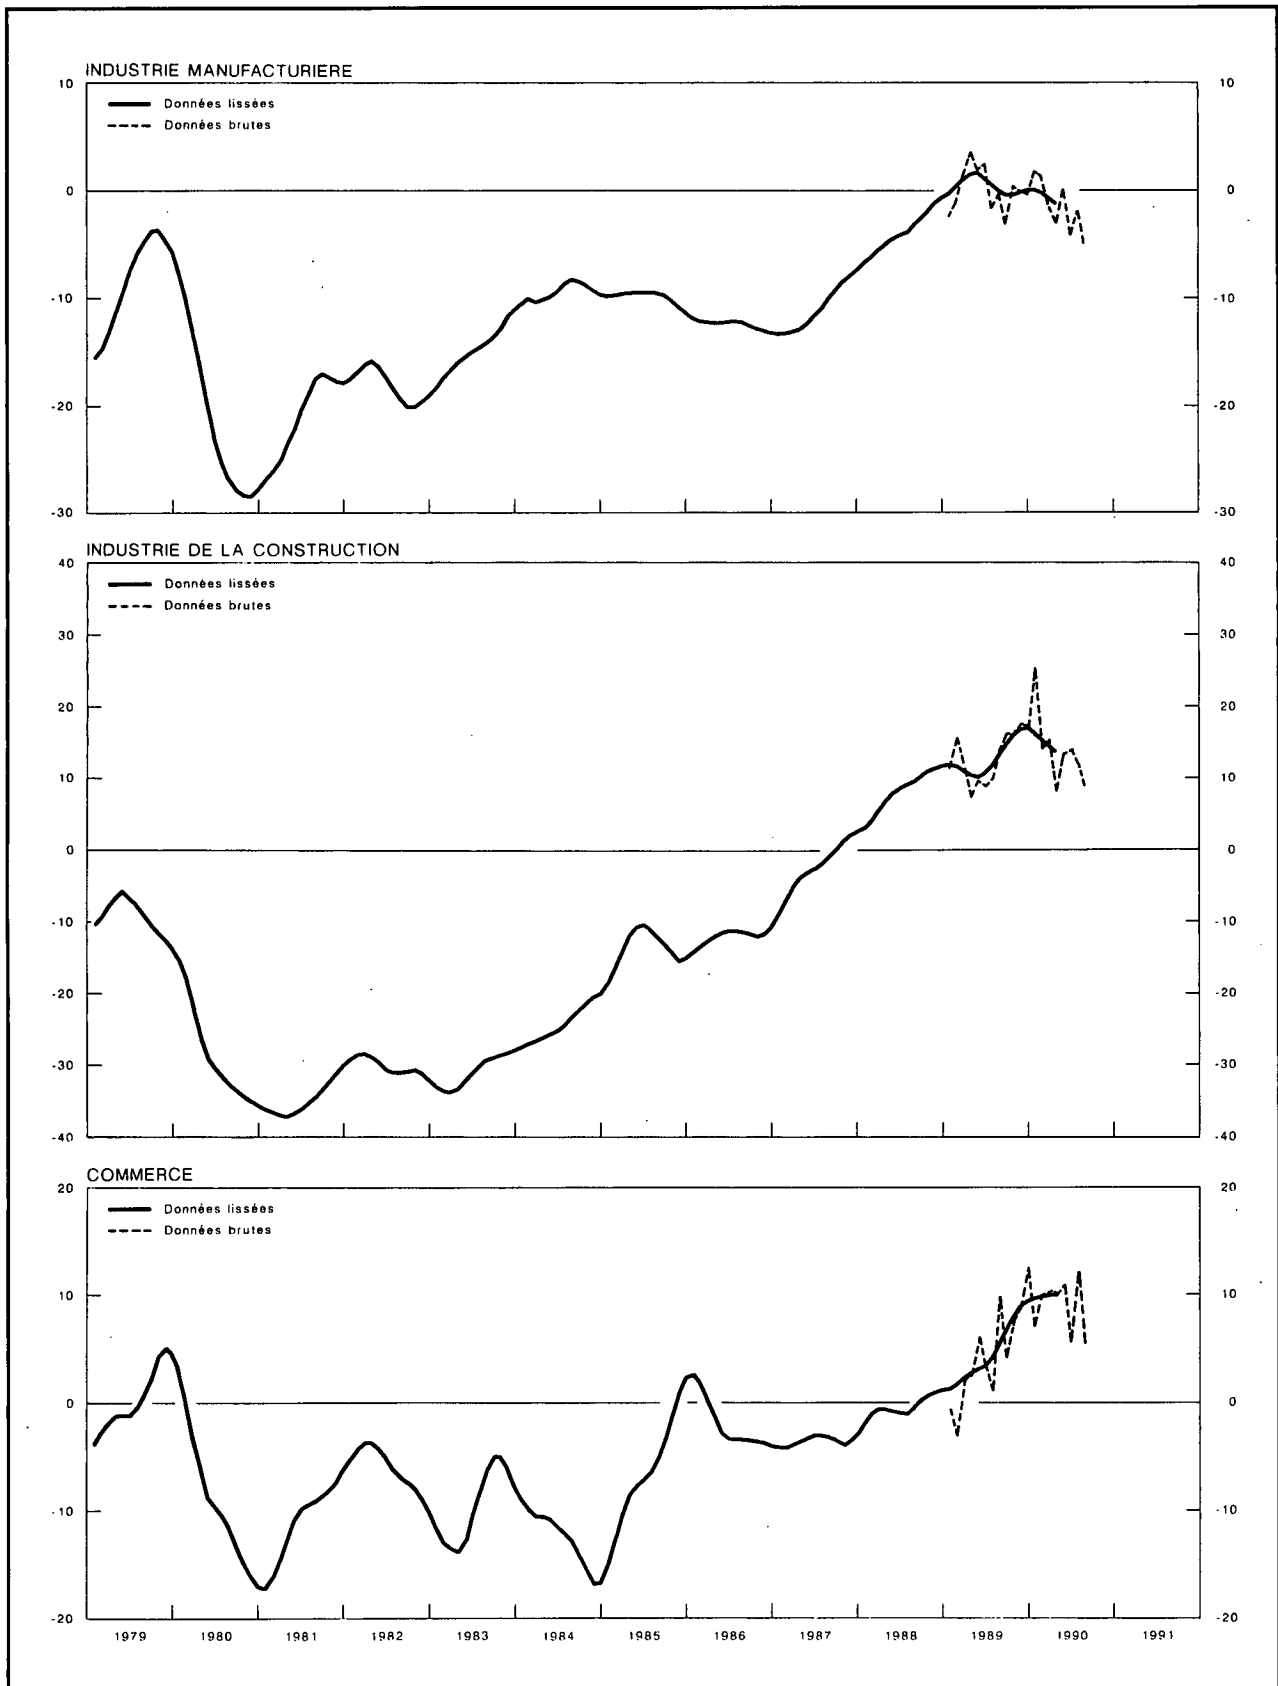 INDUSTRIE MANUFACTURIERE
10 10
Données lissées
Données brutes
0 0
-10 -10
-20 -20
-30 -30
INDUSTRIE DE LA CONSTRUCTION
40 40
Données lissées
Données brutes
30 30
20 20
10 10
0 0
-10 -10
-20 -20
-30 -30
-40 -40
COMMERCE
20 20
Données lissées
Données brutes
10 10
0 0
-10 -10
-20 -20
1979 1980 1981 1982 1983 1984 1985 1986 1987 1988 1989 1990 1991